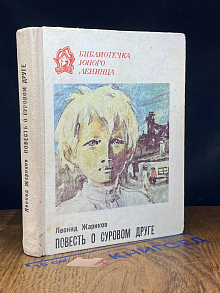 БИБЛИОТЕЧКА
ЮНОГО
ЛЕНИНЦА
Леонид Жариков
ПОВЕСТЬ О СУРОВОМ ДРУГЕ
Леонид Жариков ПОВЕСТЬ О СУРОВОМ ДРУГЕ